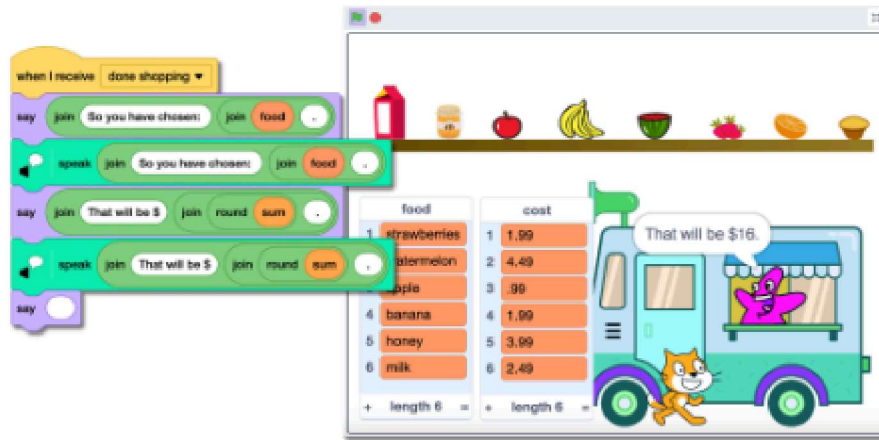 when I receive done shopping ▼
say join So you have chosen: join food .
speak join So you have chosen: join food .
say join That will be $ join round sum .
speak join That will be $ join round sum .
say
food
1 strawberries
watermelon
apple
4 banana
5 honey
6 milk
+ length 6 =
cost
1 1.99
2 4.49
3 .99
4 1.99
5 3.99
6 2.49
+ length 6 =
That will be $16.